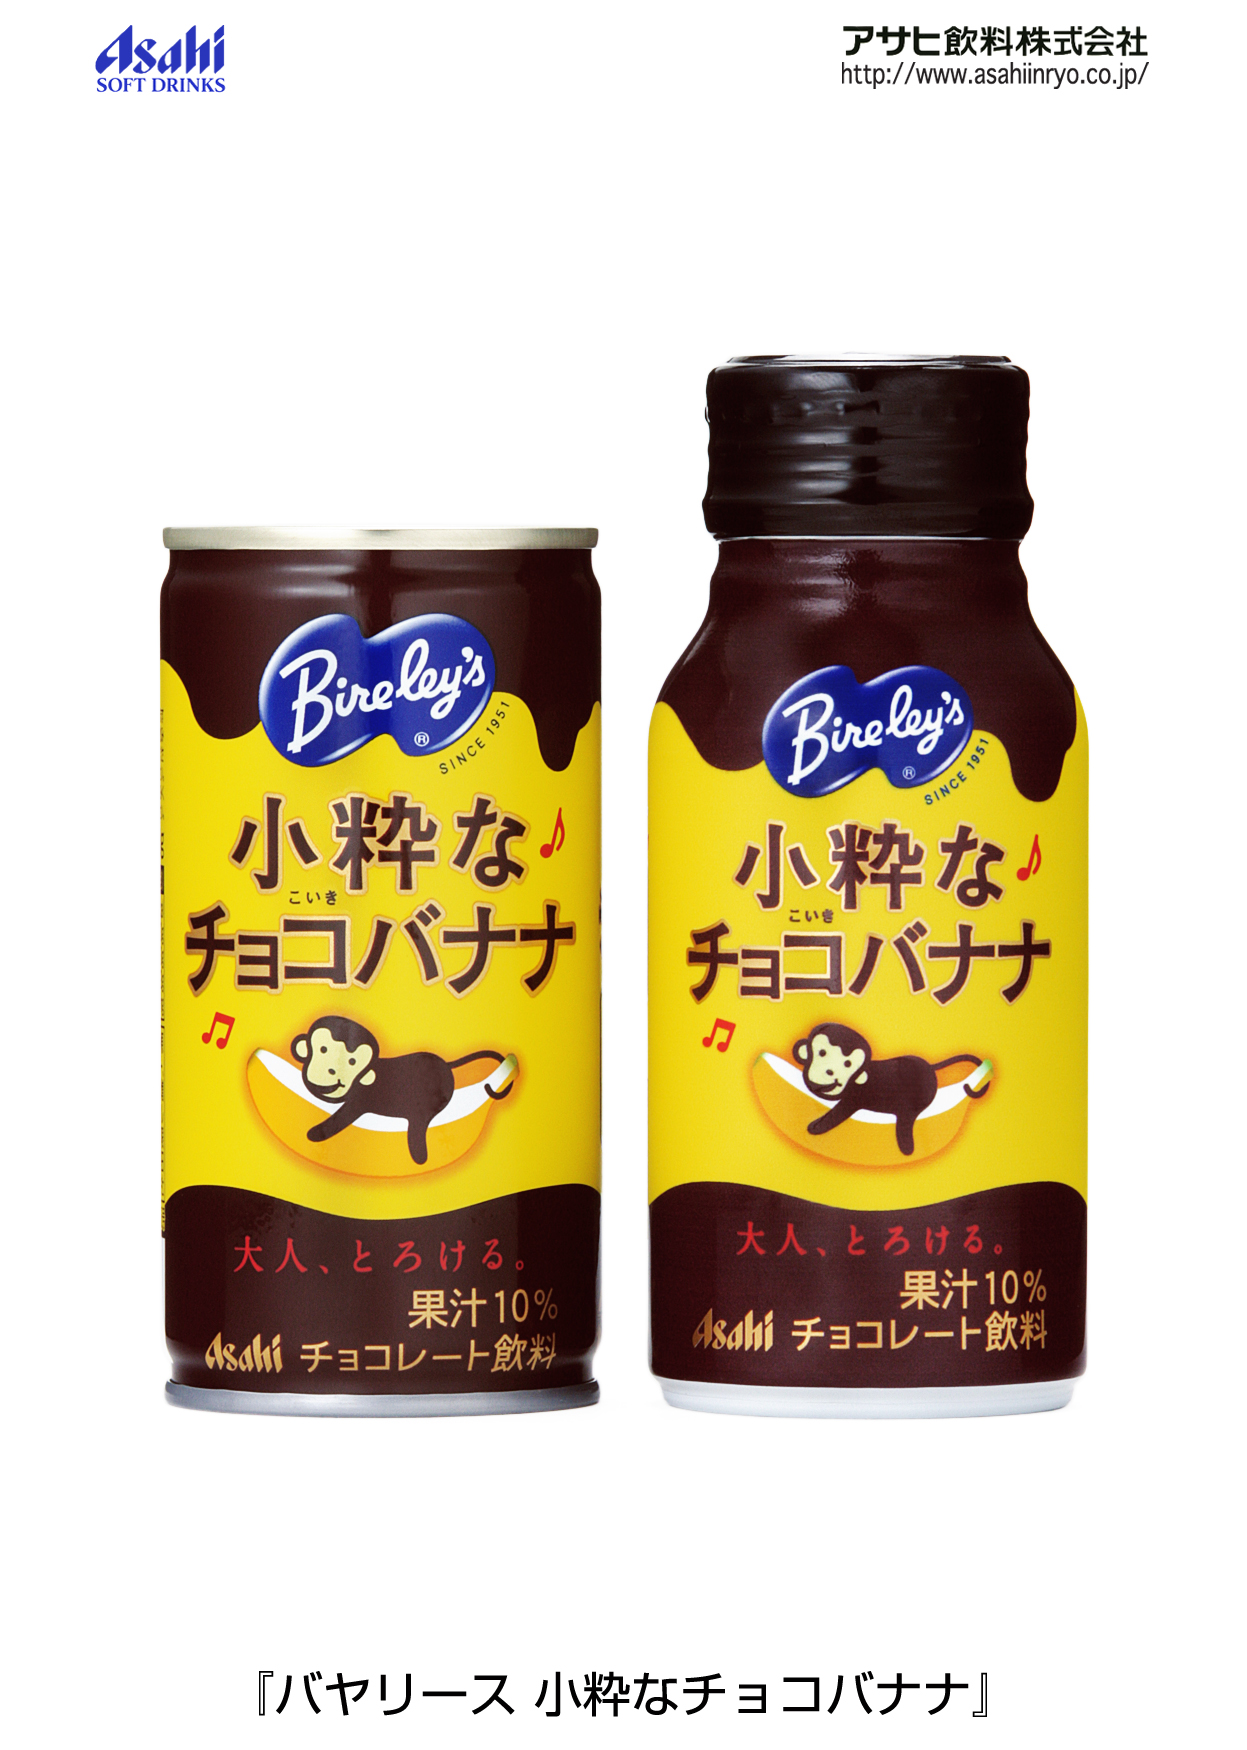 Asahi
SOFT DRINKS
アサヒ飲料株式会社
http://www.asahiinryo.co.jp/
Bireley's
®
SINCE 1951
小粋な
こいき
チョコバナナ
大人、とろける。
果汁10%
Asahi チョコレート飲料
Bireley's
®
SINCE 1951
小粋な
こいき
チョコバナナ
大人、とろける。
果汁10%
Asahi チョコレート飲料
『バヤリース 小粋なチョコバナナ』